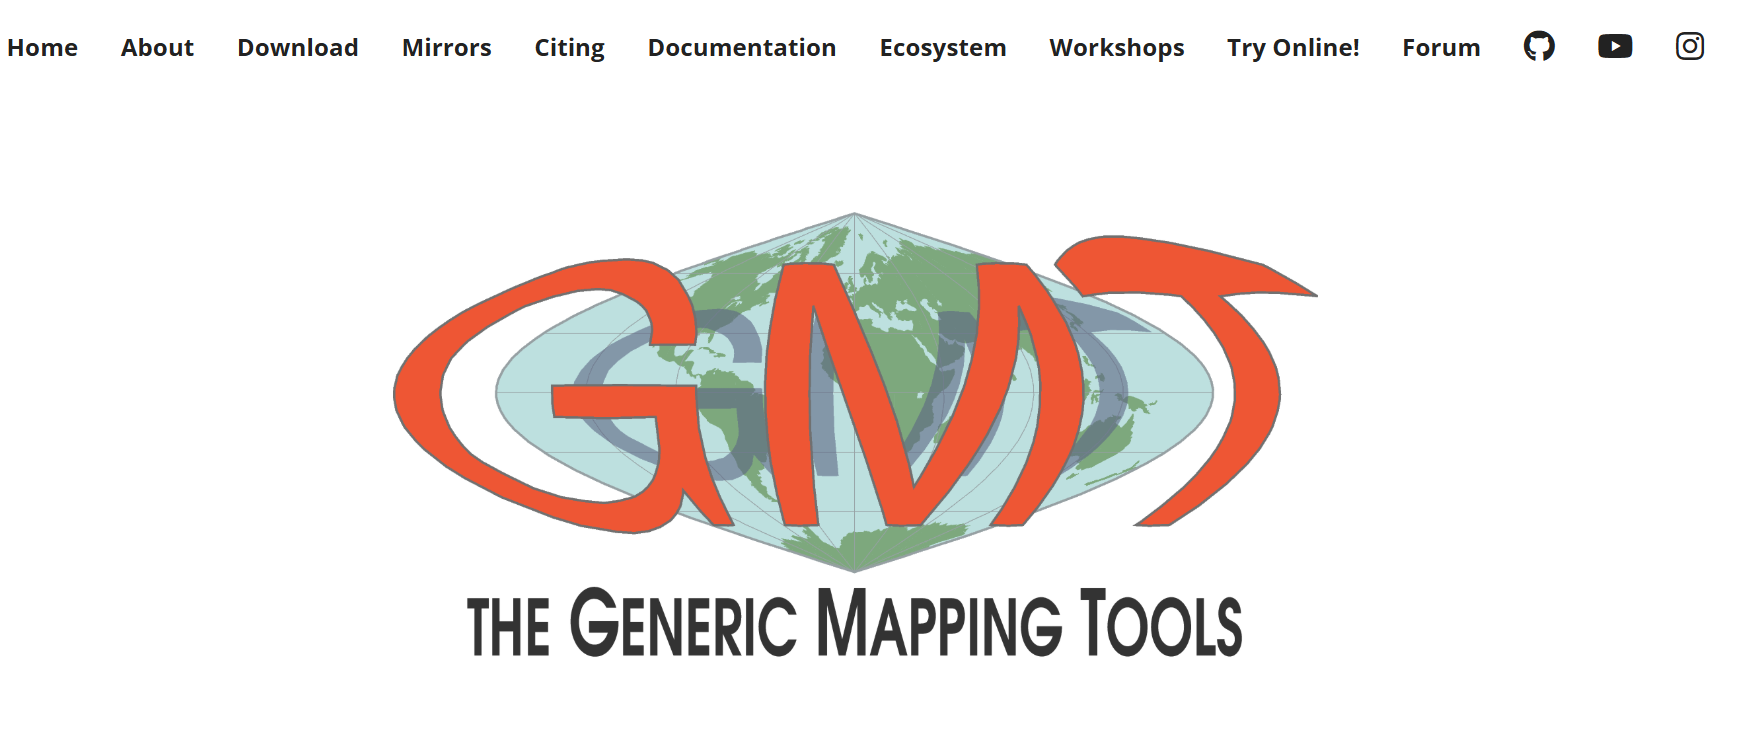 Home About Download Mirrors Citing Documentation Ecosystem Workshops Try Online! Forum
GMT
THE GENERIC MAPPING TOOLS